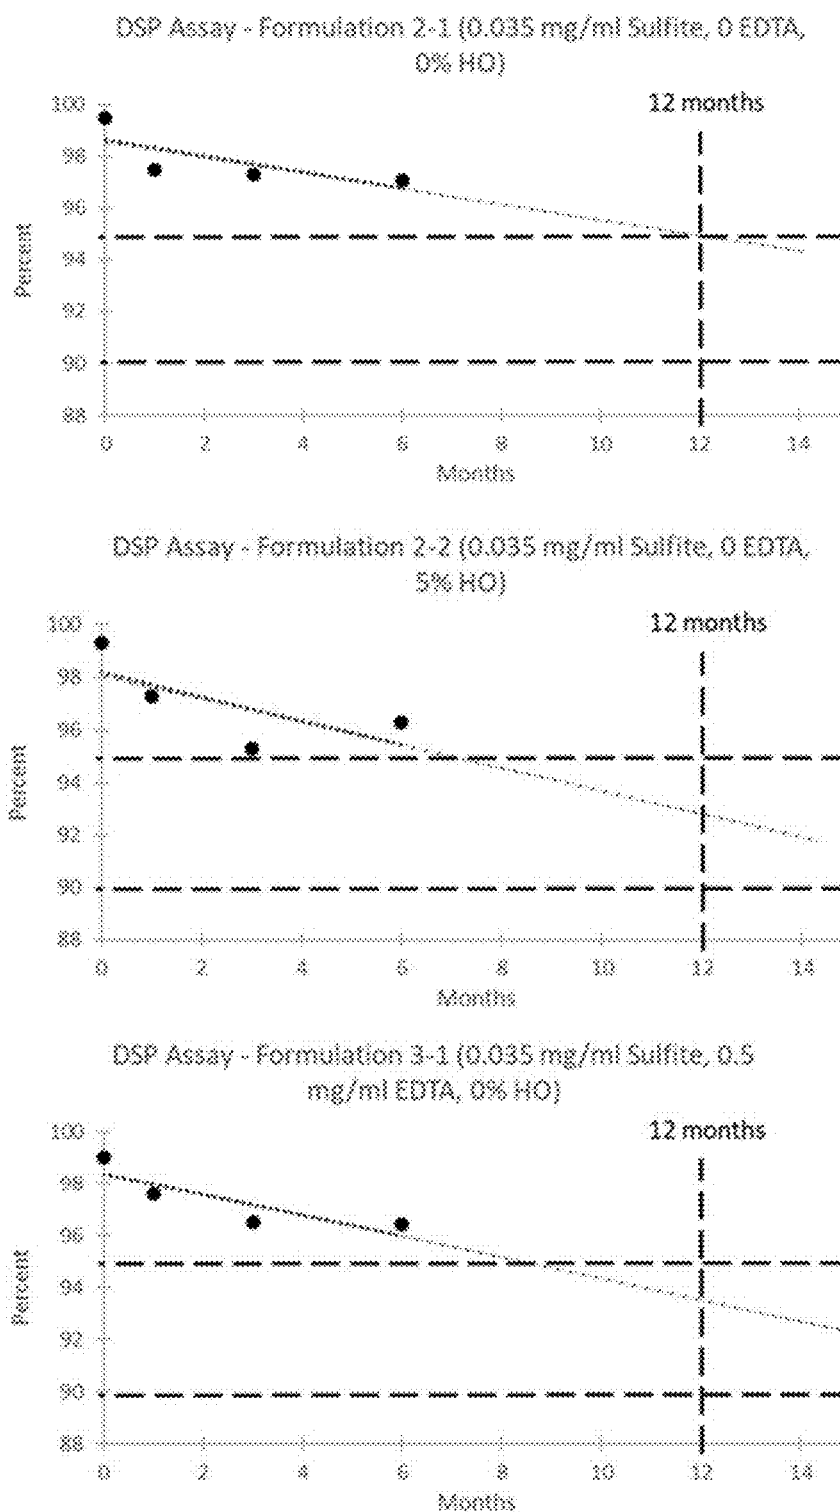 DSP Assay - Formulation 2-1 (0.035 mg/ml Sulfite, 0 EDTA,
0% HO)
12 months
100
98
96
94
92
90
88
Percent
0 2 4 6 8 10 12 14
Months
DSP Assay - Formulation 2-2 (0.035 mg/ml Sulfite, 0 EDTA,
5% HO)
12 months
100
98
96
94
92
90
88
Percent
0 2 4 6 8 10 12 14
Months
DSP Assay - Formulation 3-1 (0.035 mg/ml Sulfite, 0.5
mg/ml EDTA, 0% HO)
12 months
100
98
96
94
92
90
88
Percent
0 2 4 6 8 10 12 14
Months